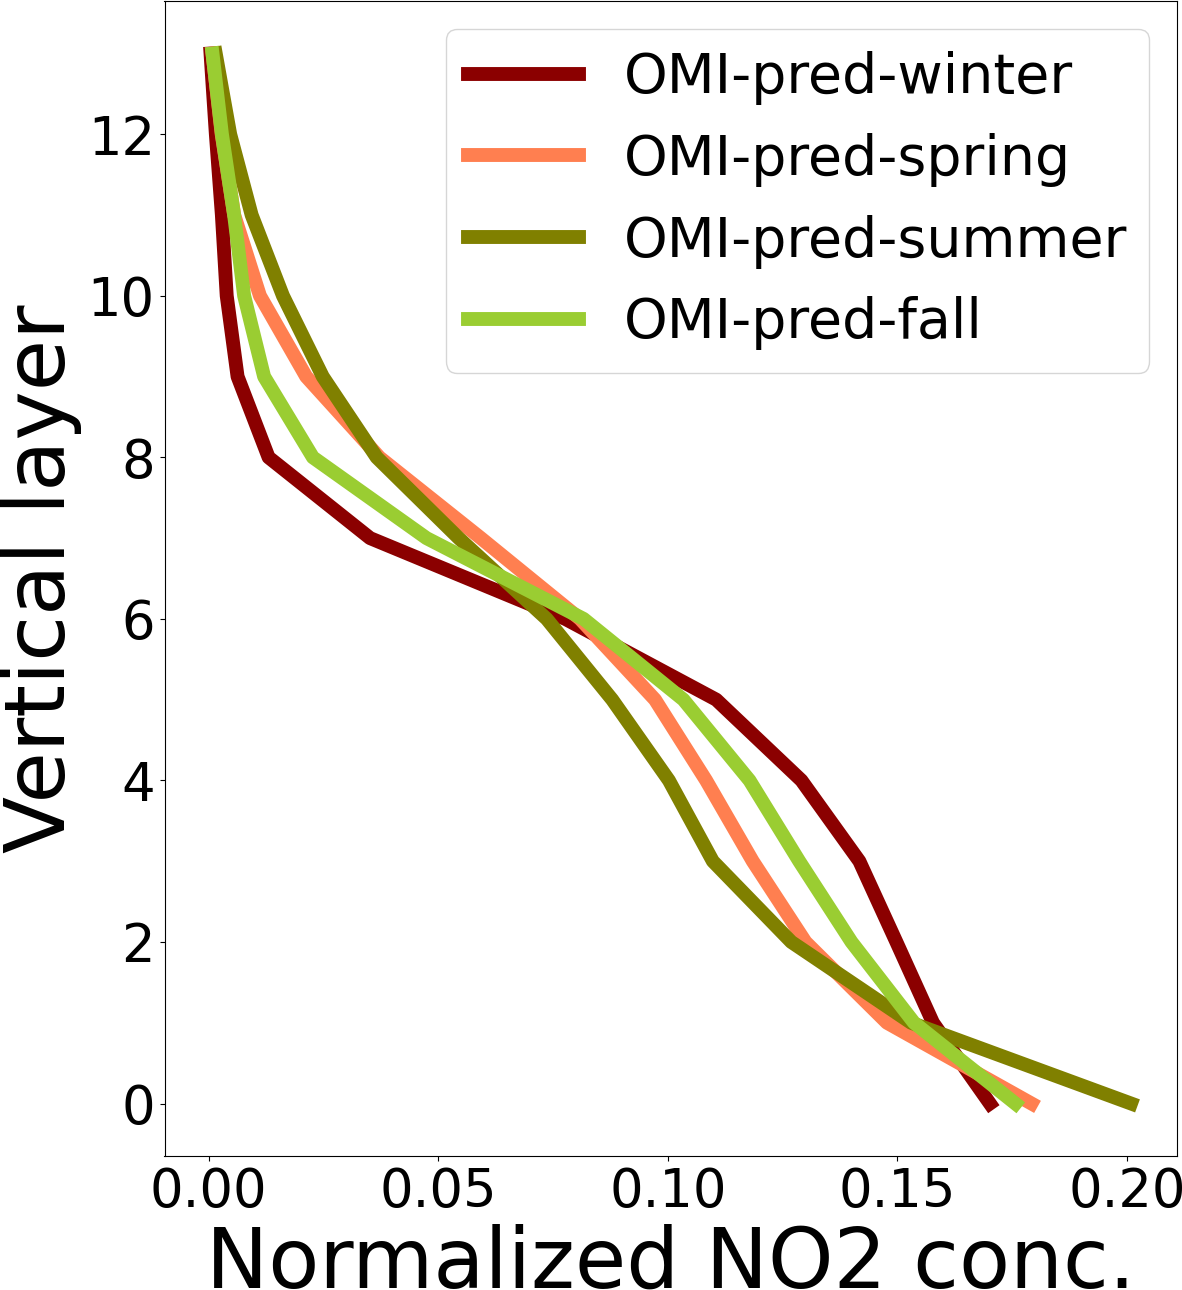 OMI-pred-winter
OMI-pred-spring
OMI-pred-summer
OMI-pred-fall
Vertical layer
12
10
8
6
4
2
0
0.00 0.05 0.10 0.15 0.20
Normalized NO2 conc.